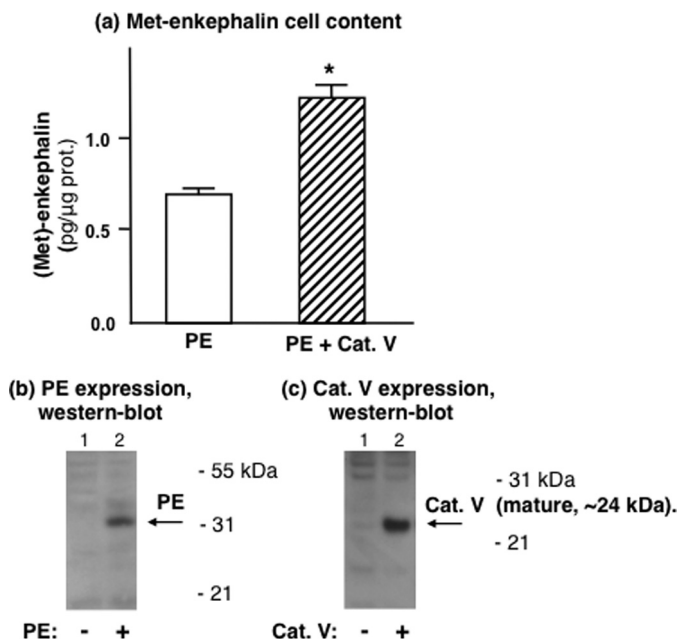 (a) Met-enkephalin cell content
(Met)-enkephalin
(pg/µg prot.)
*
1.0
0.5
0.0
PE
PE + Cat. V
(b) PE expression,
western-blot
1 2
- 55 kDa
PE
- 31
- 21
PE: - +
(c) Cat. V expression,
western-blot
1 2
- 31 kDa
Cat. V (mature, ~24 kDa).
- 21
Cat. V: - +